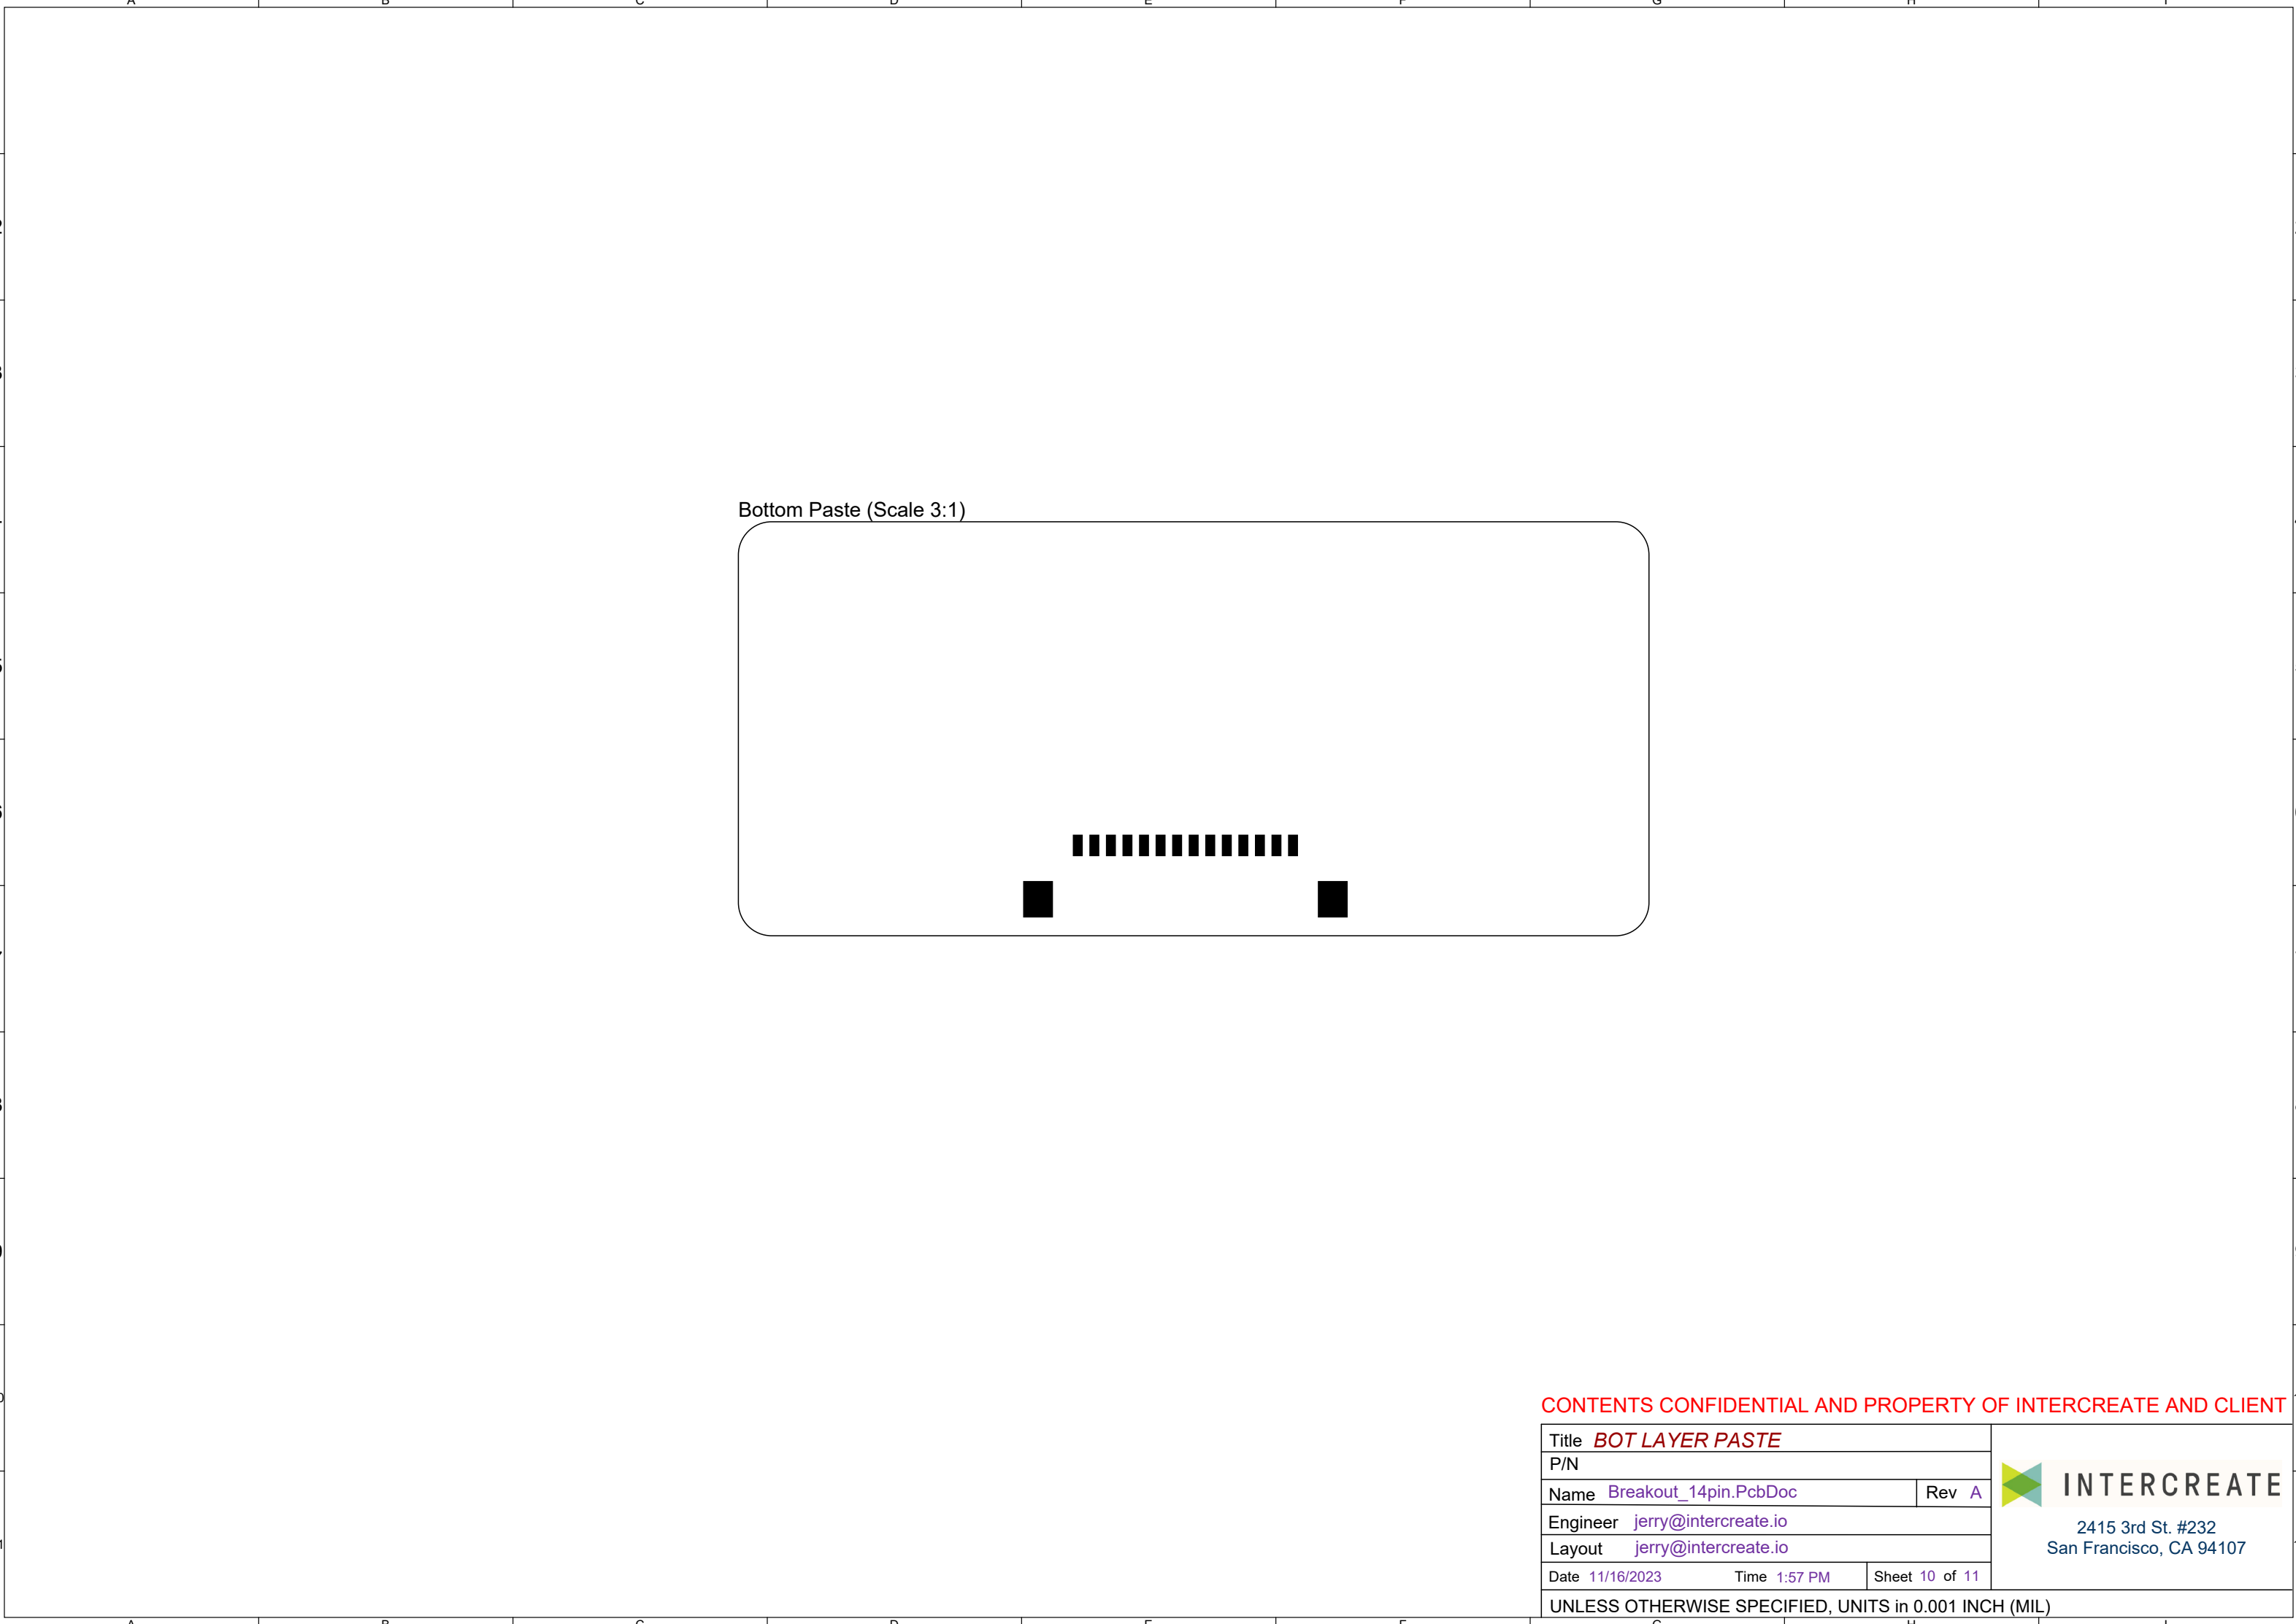 A B C D E F G H I
Bottom Paste (Scale 3:1)
CONTENTS CONFIDENTIAL AND PROPERTY OF INTERCREATE AND CLIENT
Title BOT LAYER PASTE
P/N
Name Breakout_14pin.PcbDoc Rev A
INTERCREATE
Engineer jerry@intercreate.io
2415 3rd St. #232
Layout jerry@intercreate.io
San Francisco, CA 94107
Date 11/16/2023 Time 1:57 PM Sheet 10 of 11
UNLESS OTHERWISE SPECIFIED, UNITS in 0.001 INCH (MIL)